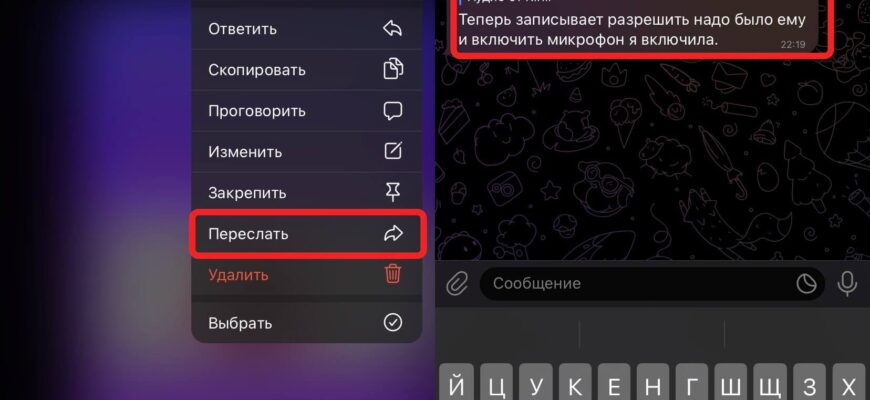 Ответить
Скопировать
Проговорить
Изменить
Закрепить
Переслать
Удалить
Выбрать
Теперь записывает разрешить надо было ему
и включить микрофон я включила.
22:19
Сообщение
Й Ц У К Е Н Г Ш Щ З Х